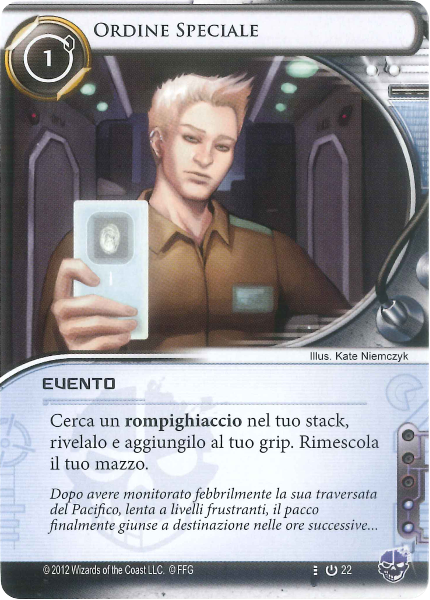 Ordine Speciale
1
Illus. Kate Niemczyk
EVENTO
Cerca un rompighiaccio nel tuo stack,
rivelalo e aggiungilo al tuo grip. Rimescola
il tuo mazzo.
Dopo avere monitorato febbrilmente la sua traversata
del Pacifico, lenta a livelli frustranti, il pacco
finalmente giunse a destinazione nelle ore successive...
© 2012 Wizards of the Coast LLC. © FFG
22